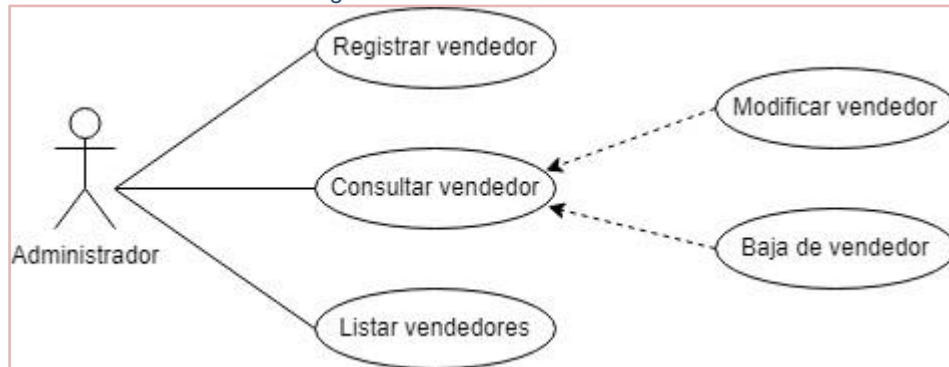 Registrar vendedor
Modificar vendedor
Consultar vendedor
Administrador
Baja de vendedor
Listar vendedores